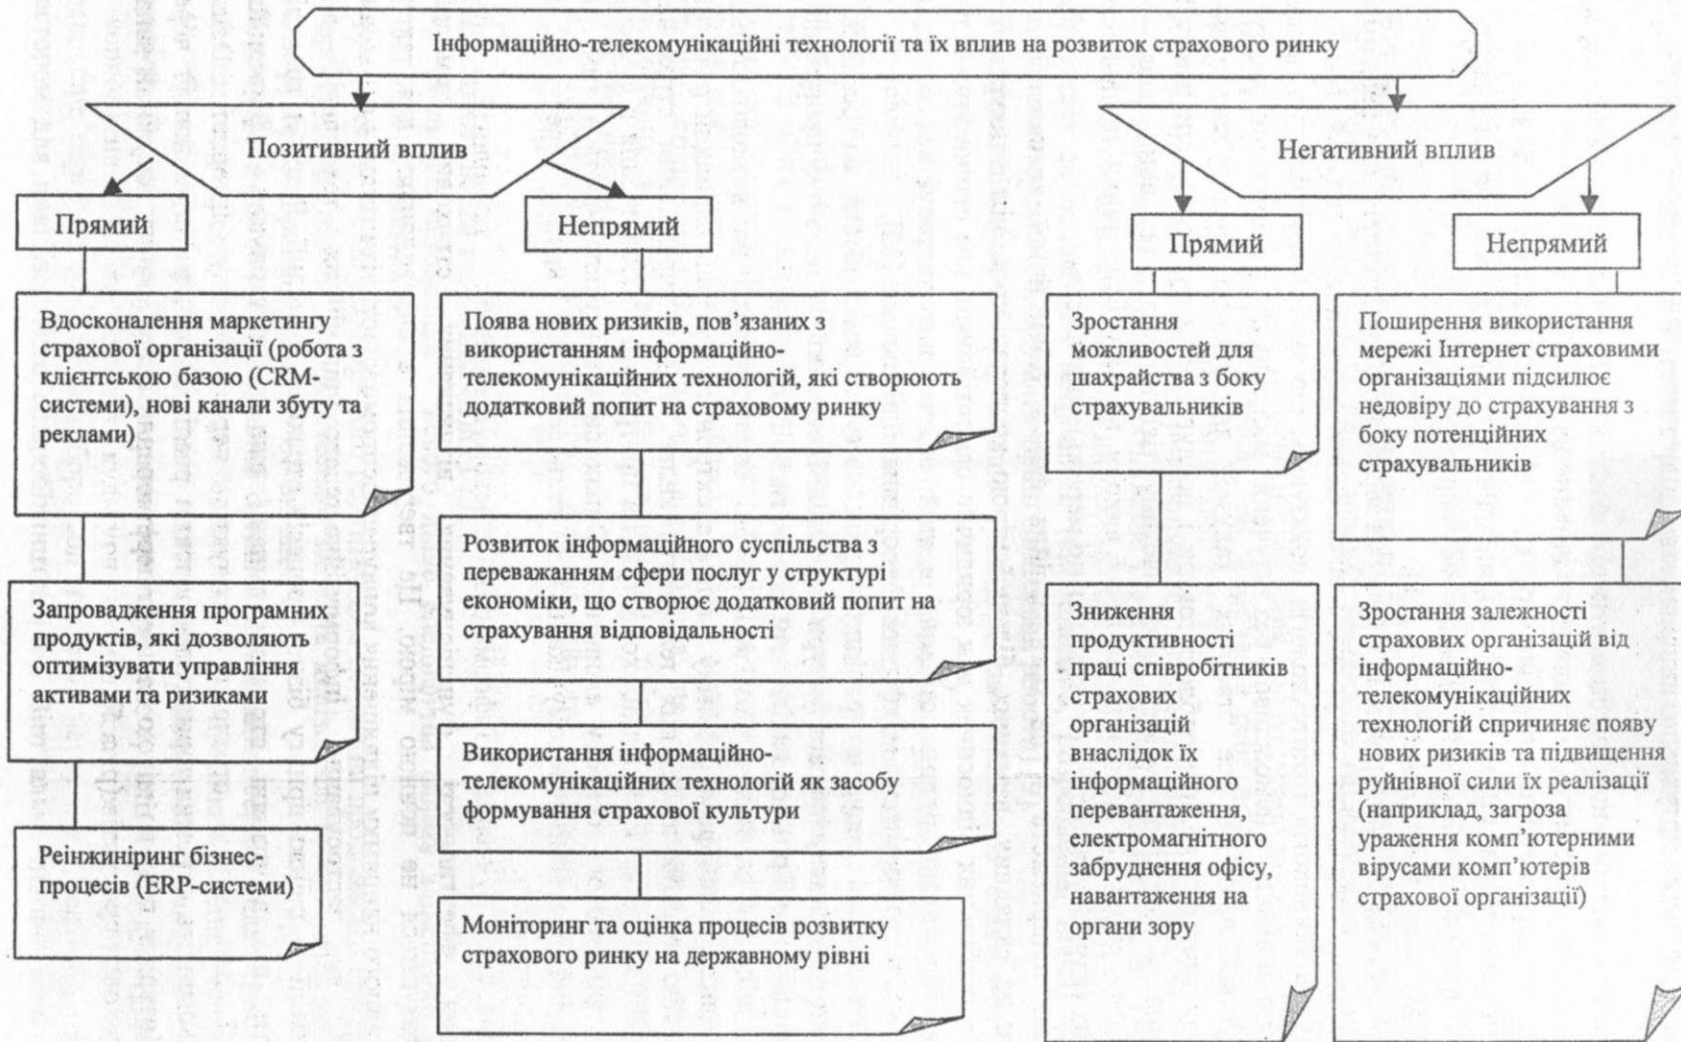 Інформаційно-телекомунікаційні технології та їх вплив на розвиток страхового ринку
Позитивний вплив
Прямий
Вдосконалення маркетингу
страхової організації (робота з
клієнтською базою (CRM-
системи), нові канали збуту та
реклами)
Запровадження програмних
продуктів, які дозволяють
оптимізувати управління
активами та ризиками
Реінжиніринг бізнес-
процесів (ERP-системи)
Непрямий
Поява нових ризиків, пов’язаних з
використанням інформаційно-
телекомунікаційних технологій, які створюють
додатковий попит на страховому ринку
Розвиток інформаційного суспільства з
переважанням сфери послуг у структурі
економіки, що створює додатковий попит на
страхування відповідальності
Використання інформаційно-
телекомунікаційних технологій як засобу
формування страхової культури
Моніторинг та оцінка процесів розвитку
страхового ринку на державному рівні
Негативний вплив
Прямий
Зростання
можливостей для
шахрайства з боку
страхувальників
Зниження
продуктивності
праці співробітників
страхових
організацій
внаслідок їх
інформаційного
перевантаження,
електромагнітного
забруднення офісу,
навантаження на
органи зору
Непрямий
Поширення використання
мережі Інтернет страховими
організаціями підсилює
недовіру до страхування з
боку потенційних
страхувальників
Зростання залежності
страхових організацій від
інформаційно-
телекомунікаційних
технологій спричиняє появу
нових ризиків та підвищення
руйнівної сили їх реалізації
(наприклад, загроза
ураження комп’ютерними
вірусами комп’ютерів
страхової організації)